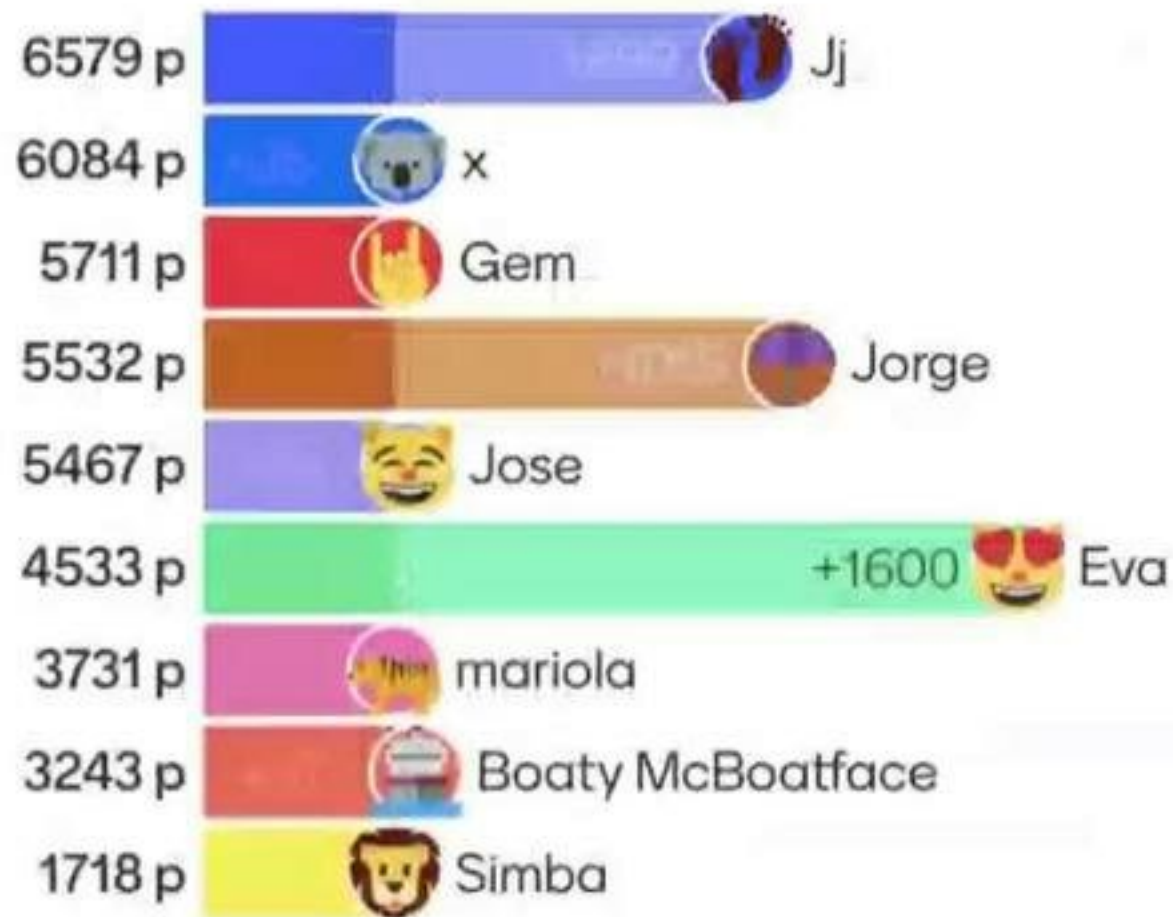 6579 p Jj
6084 p x
5711 p Gem
5532 p Jorge
5467 p Jose
4533 p +1600 Eva
3731 p mariola
3243 p Boaty McBoatface
1718 p Simba